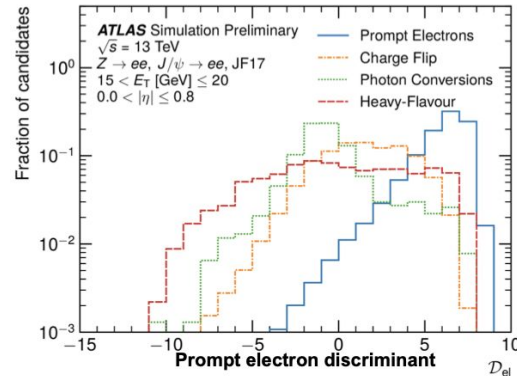 ATLAS Simulation Preliminary
√s = 13 TeV
Z → ee, J/ψ → ee, JF17
15 < E_T [GeV] ≤ 20
0.0 < |η| ≤ 0.8
Prompt Electrons
Charge Flip
Photon Conversions
Heavy-Flavour
Fraction of candidates
10⁰
10⁻¹
10⁻²
10⁻³
−15 −10 −5 0 5 10
Prompt electron discriminant
𝒟_el